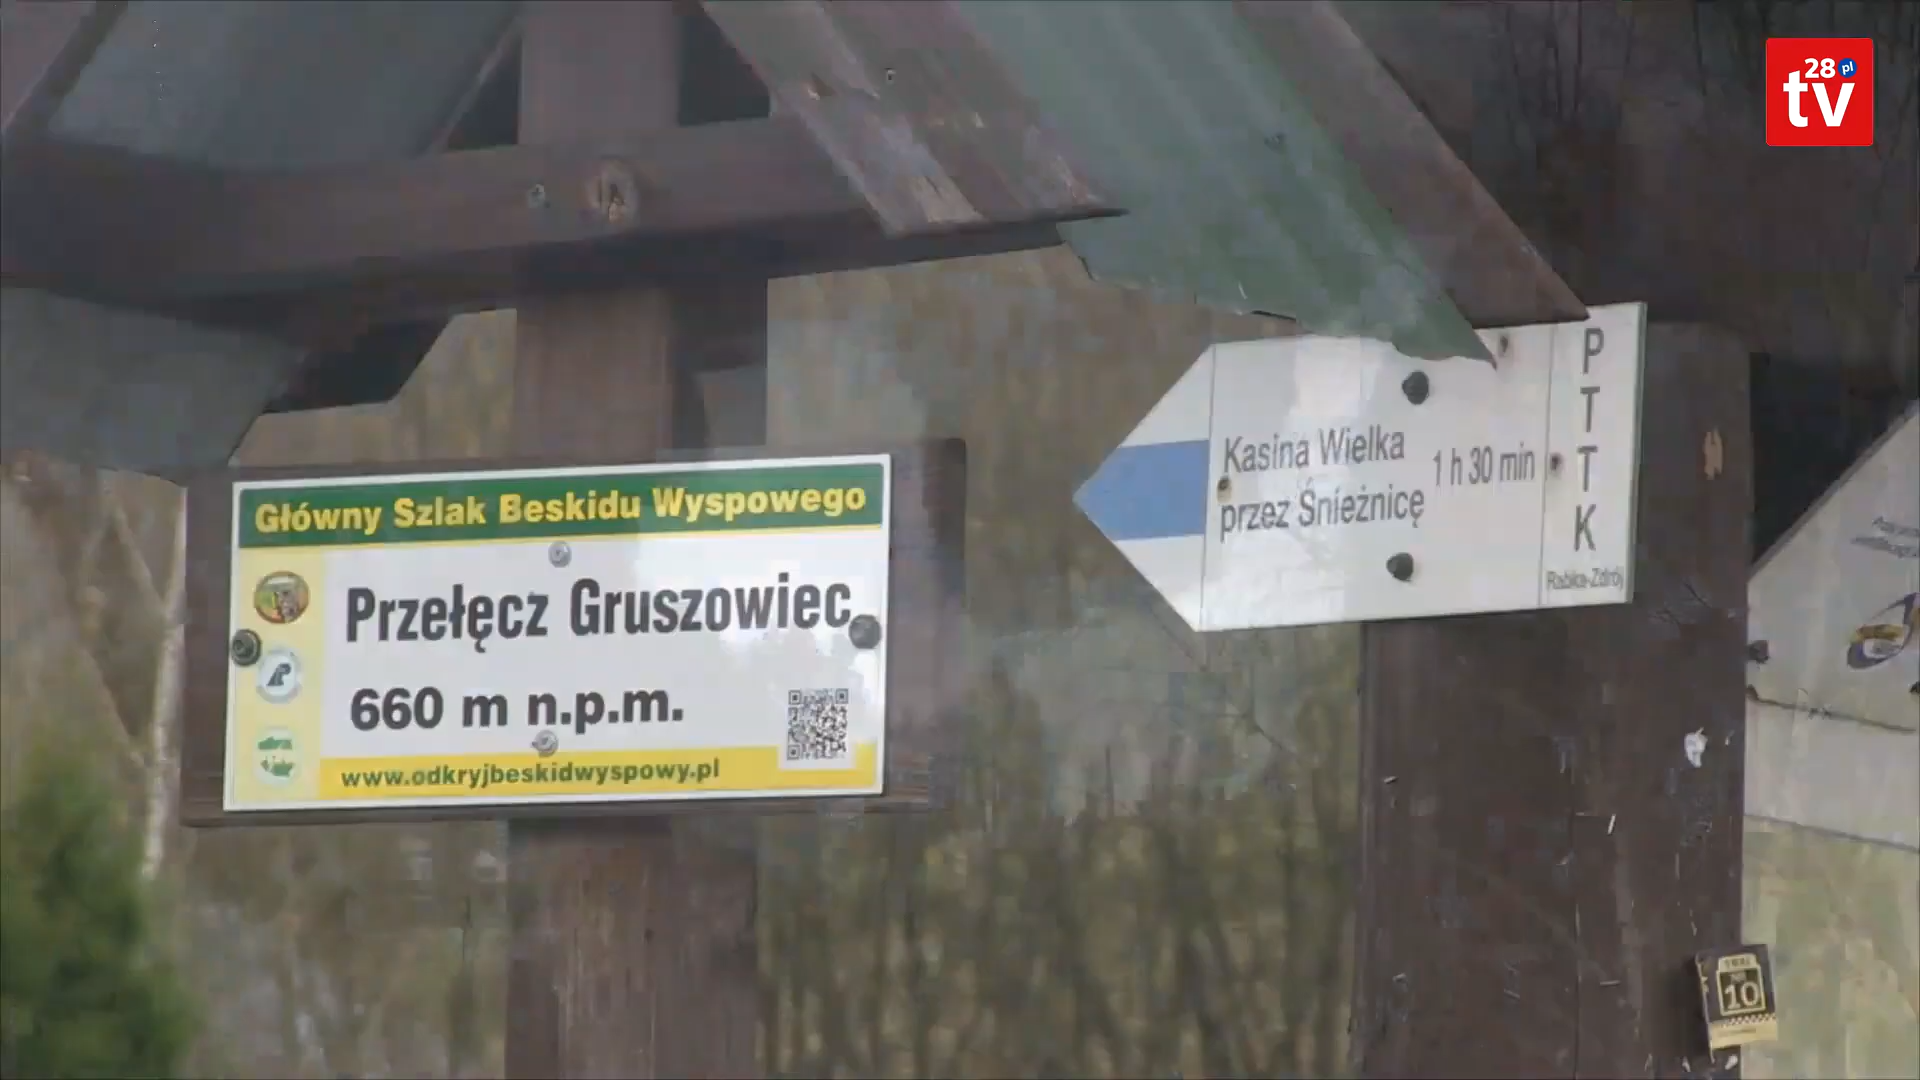 28 pl
tv
Główny Szlak Beskidu Wyspowego
Przełęcz Gruszowiec
660 m n.p.m.
www.odkryjbeskidwyspowy.pl
Kasina Wielka
przez Śnieżnicę
1 h 30 min
PTTK
Rabka-Zdrój
10